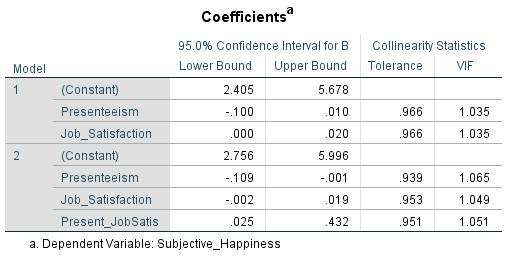 Coefficientsa
95.0% Confidence Interval for B Collinearity Statistics
Model Lower Bound Upper Bound Tolerance VIF
1 (Constant) 2.405 5.678
Presenteeism -.100 .010 .966 1.035
Job_Satisfaction .000 .020 .966 1.035
2 (Constant) 2.756 5.996
Presenteeism -.109 -.001 .939 1.065
Job_Satisfaction -.002 .019 .953 1.049
Present_JobSatis .025 .432 .951 1.051
a. Dependent Variable: Subjective_Happiness